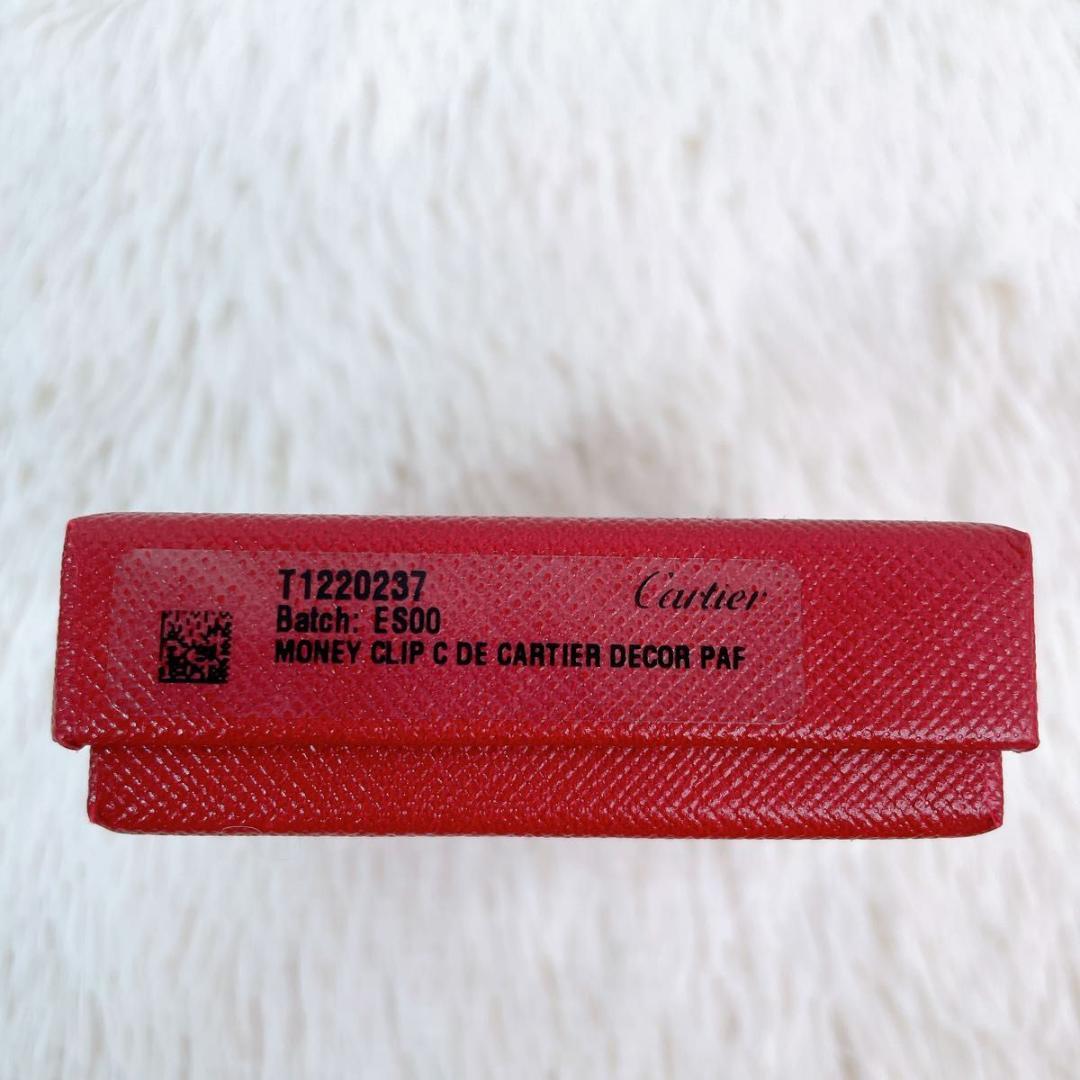 T1220237
Cartier
Batch: ES00
MONEY CLIP C DE CARTIER DECOR PAF